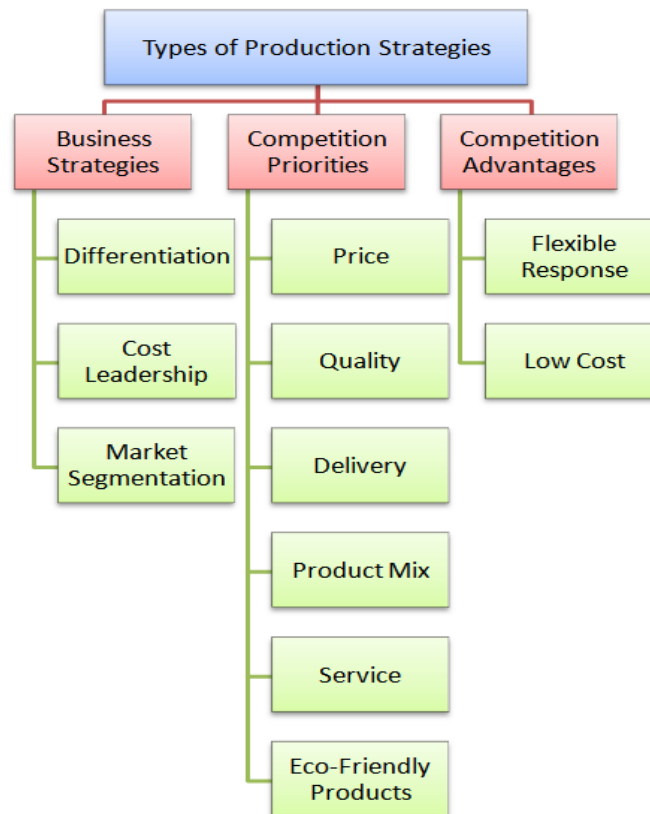 Types of Production Strategies
Business
Strategies
Competition
Priorities
Competition
Advantages
Differentiation
Cost
Leadership
Market
Segmentation
Price
Quality
Delivery
Product Mix
Service
Eco-Friendly
Products
Flexible
Response
Low Cost